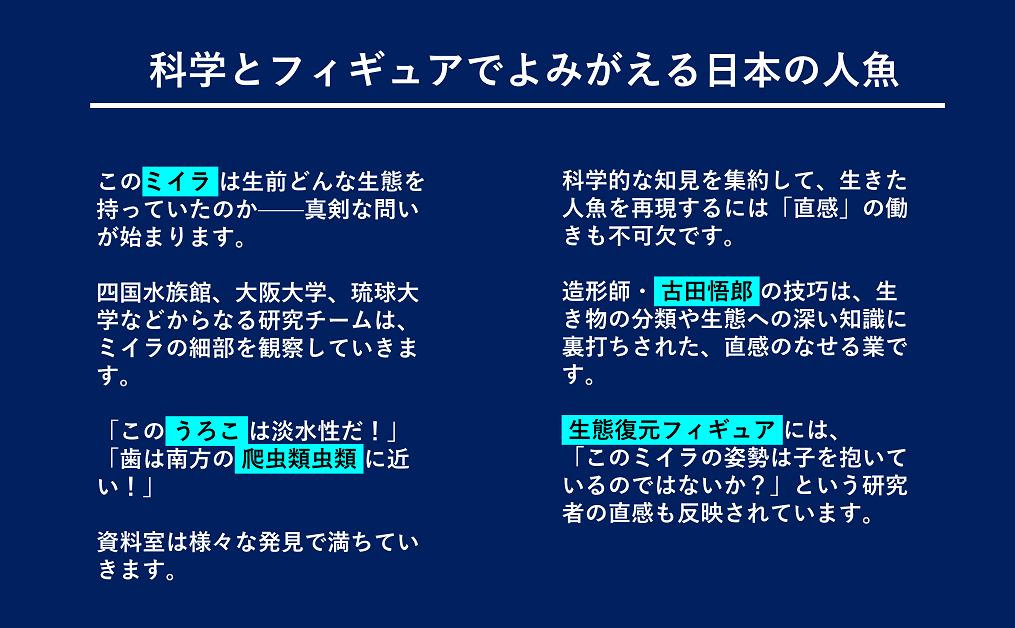 科学とフィギュアでよみがえる日本の人魚
このミイラは生前どんな生態を
持っていたのか――真剣な問い
が始まります。
四国水族館、大阪大学、琉球大
学などからなる研究チームは、
ミイラの細部を観察していきま
す。
「このうろこは淡水性だ！」
「歯は南方の爬虫類虫類に近
い！」
資料室は様々な発見で満ちてい
きます。
科学的な知見を集約して、生きた
人魚を再現するには「直感」の働
きも不可欠です。
造形師・古田悟郎の技巧は、生
き物の分類や生態への深い知識に
裏打ちされた、直感のなせる業で
す。
生態復元フィギュアには、
「このミイラの姿勢は子を抱いて
いるのではないか？」という研究
者の直感も反映されています。